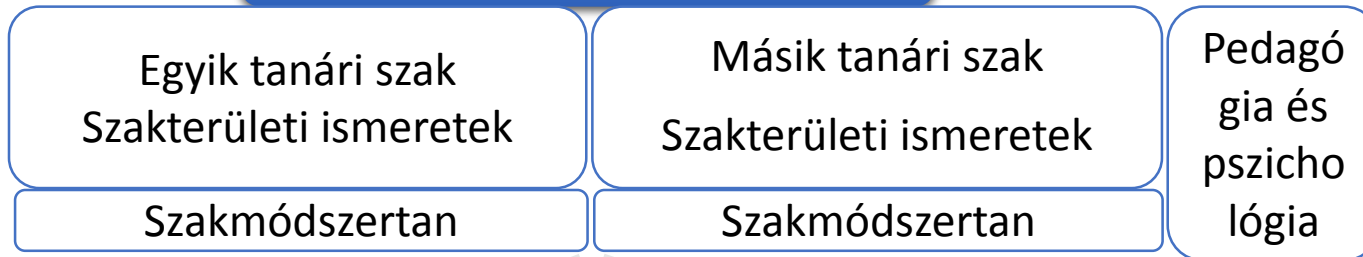 Egyik tanári szak
Szakterületi ismeretek
Szakmódszertan
Másik tanári szak
Szakterületi ismeretek
Szakmódszertan
Pedagó
gia és
pszicho
lógia